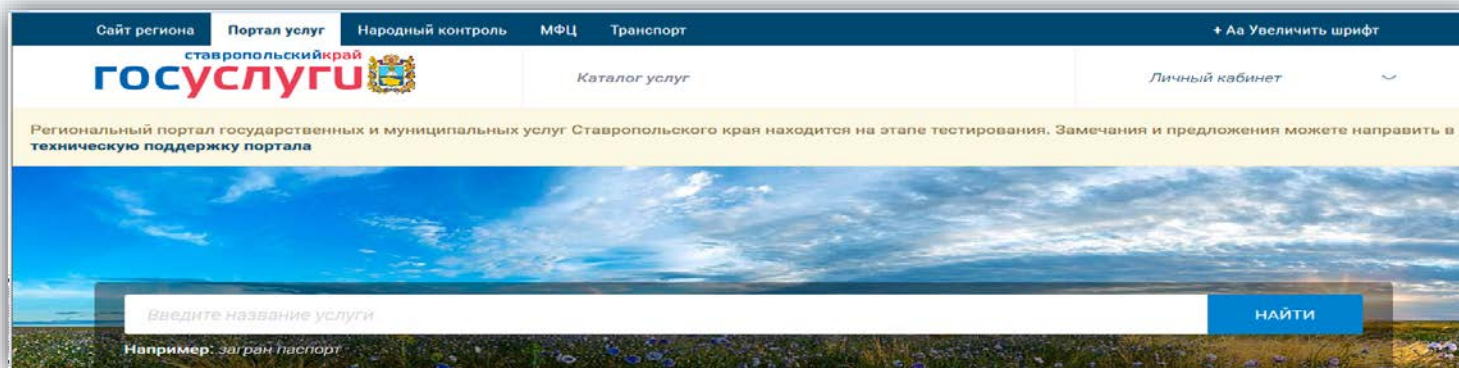 Сайт региона Портал услуг Народный контроль МФЦ Транспорт + Аа Увеличить шрифт
ставропольскийкрай
госуслуги
Каталог услуг Личный кабинет
Региональный портал государственных и муниципальных услуг Ставропольского края находится на этапе тестирования. Замечания и предложения можете направить в
техническую поддержку портала
Введите название услуги НАЙТИ
Например: загран паспорт